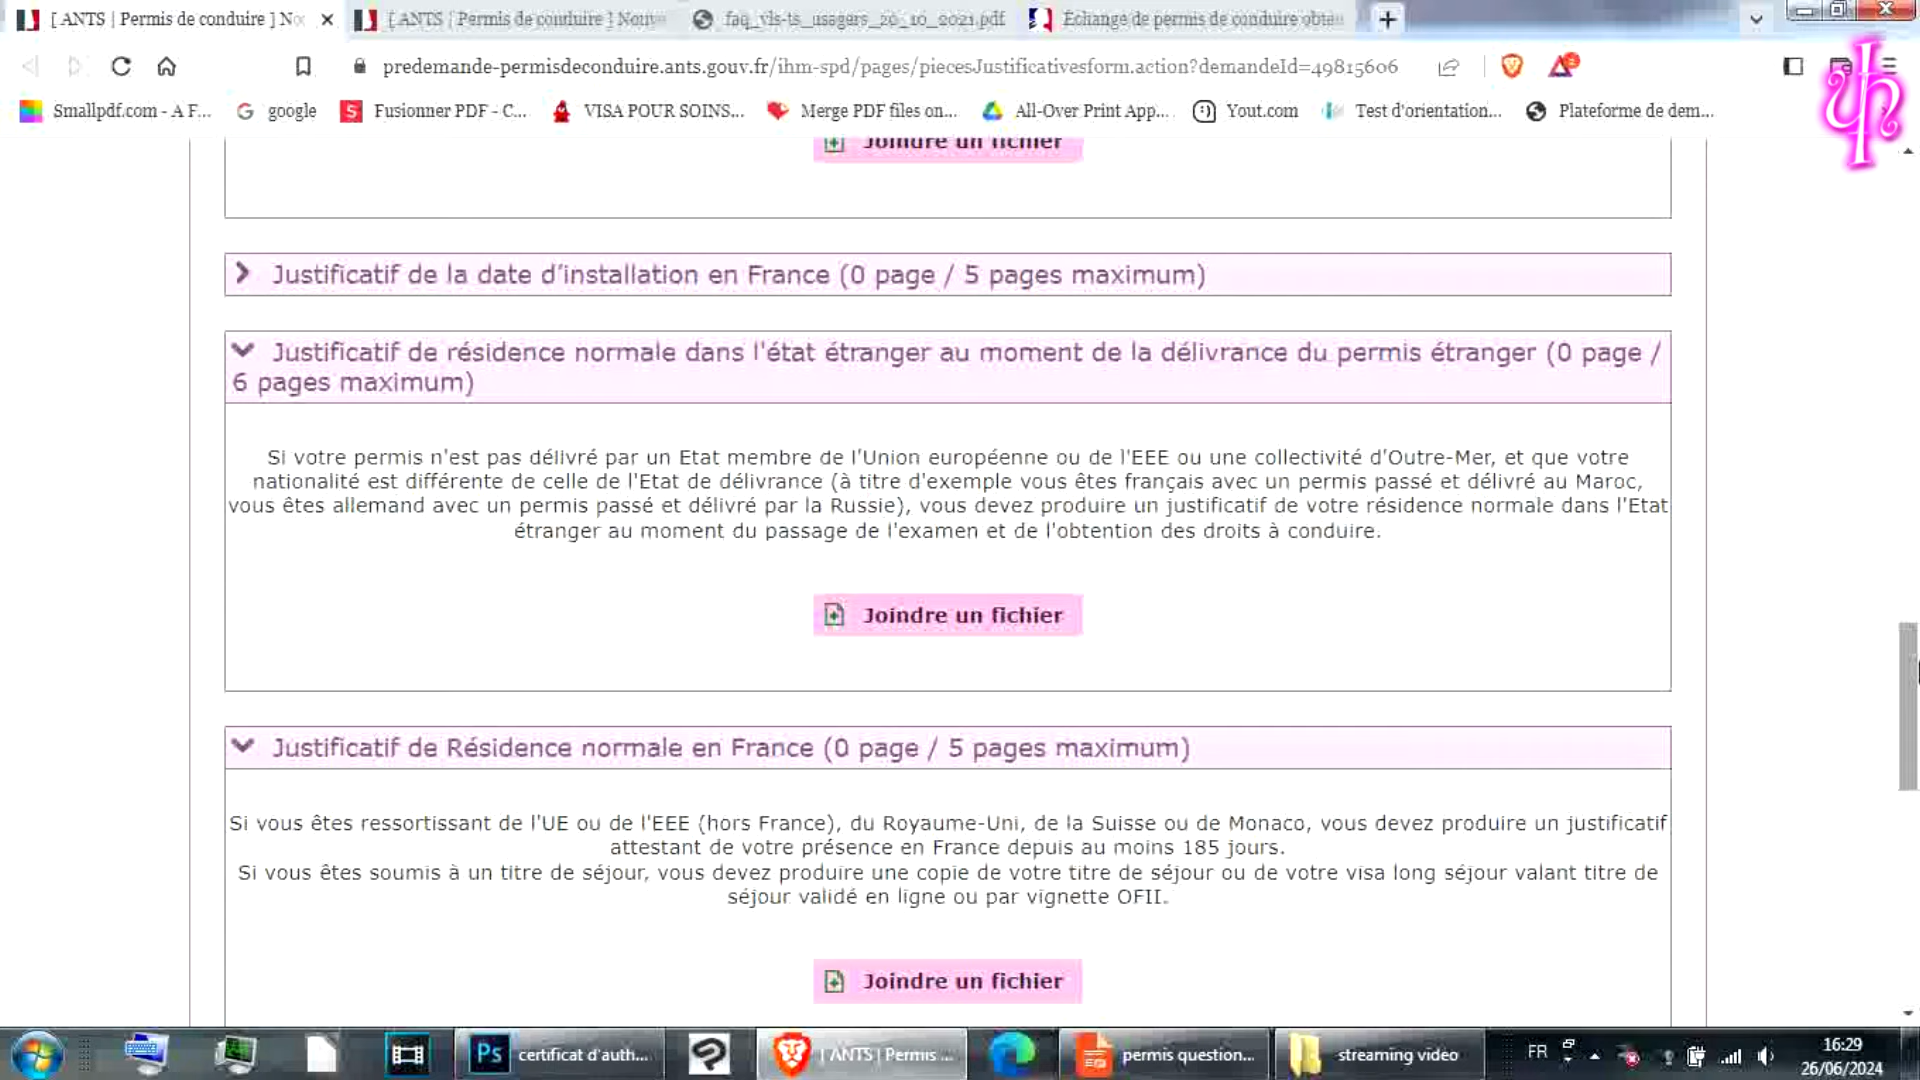 [ ANTS | Permis de conduire ] No
[ ANTS | Permis de conduire ] Nouve
faq_vls-ts_usagers_20_10_2021.pdf
Échange de permis de conduire obte
predemande-permisdeconduire.ants.gouv.fr/ihm-spd/pages/piecesJustificativesform.action?demandeId=49815606
Smallpdf.com - A F...
google
Fusionner PDF - C...
VISA POUR SOINS...
Merge PDF files on...
All-Over Print App...
Yout.com
Test d'orientation...
Plateforme de dem...
Joindre un fichier
Justificatif de la date d'installation en France (0 page / 5 pages maximum)
Justificatif de résidence normale dans l'état étranger au moment de la délivrance du permis étranger (0 page /
6 pages maximum)
Si votre permis n'est pas délivré par un Etat membre de l'Union européenne ou de l'EEE ou une collectivité d'Outre-Mer, et que votre
nationalité est différente de celle de l'Etat de délivrance (à titre d'exemple vous êtes français avec un permis passé et délivré au Maroc,
vous êtes allemand avec un permis passé et délivré par la Russie), vous devez produire un justificatif de votre résidence normale dans l'Etat
étranger au moment du passage de l'examen et de l'obtention des droits à conduire.
Joindre un fichier
Justificatif de Résidence normale en France (0 page / 5 pages maximum)
Si vous êtes ressortissant de l'UE ou de l'EEE (hors France), du Royaume-Uni, de la Suisse ou de Monaco, vous devez produire un justificatif
attestant de votre présence en France depuis au moins 185 jours.
Si vous êtes soumis à un titre de séjour, vous devez produire une copie de votre titre de séjour ou de votre visa long séjour valant titre de
séjour validé en ligne ou par vignette OFII.
Joindre un fichier
Ps certificat d'auth...
[ ANTS | Permis ...
permis question...
streaming video
FR
16:29
26/06/2024